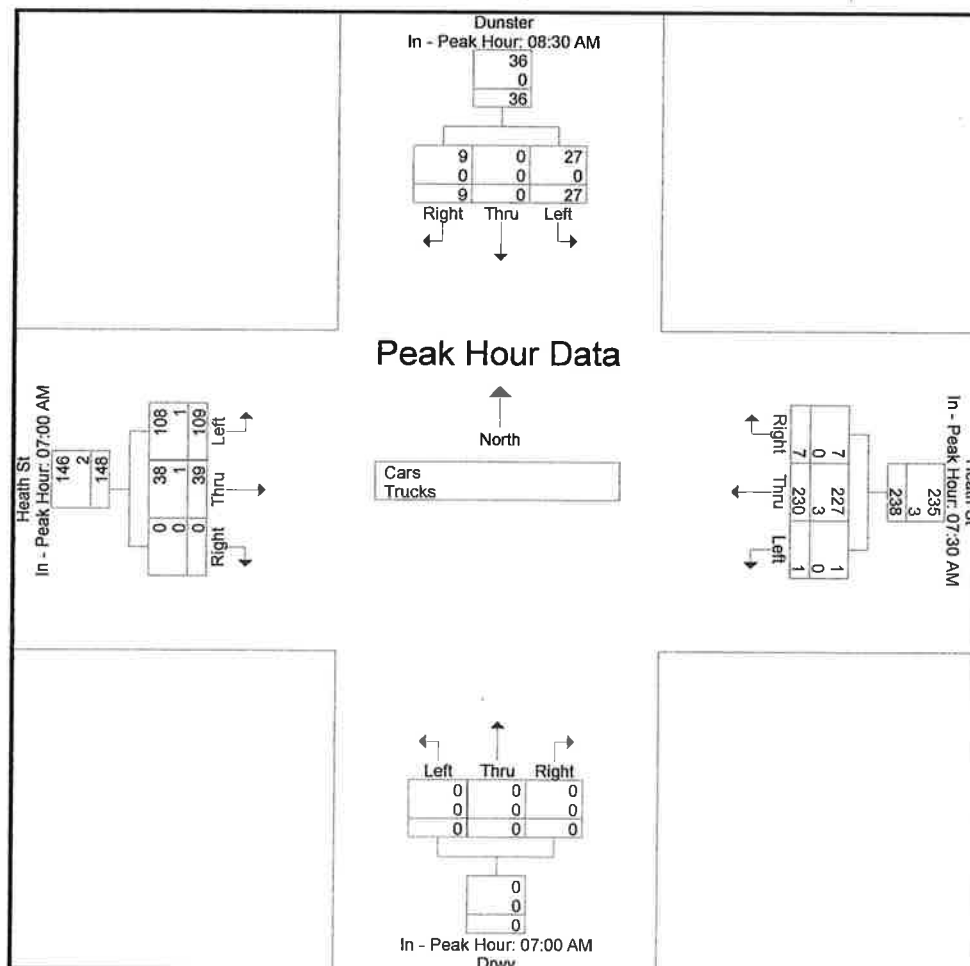 Dunster
In - Peak Hour: 08:30 AM
36
0
36
9 0 27
0 0 0
9 0 27
Right Thru Left
Peak Hour Data
North
Cars
Trucks
Heath St
In - Peak Hour: 07:00 AM
146
2
148
108 38 0
1 1 0
109 39 0
Left Thru Right
In - Peak Hour: 07:30 AM
235
3
238
7 227 1
0 3 0
7 230 1
Right Thru Left
Left Thru Right
0 0 0
0 0 0
0 0 0
0
0
0
In - Peak Hour: 07:00 AM
Drwy